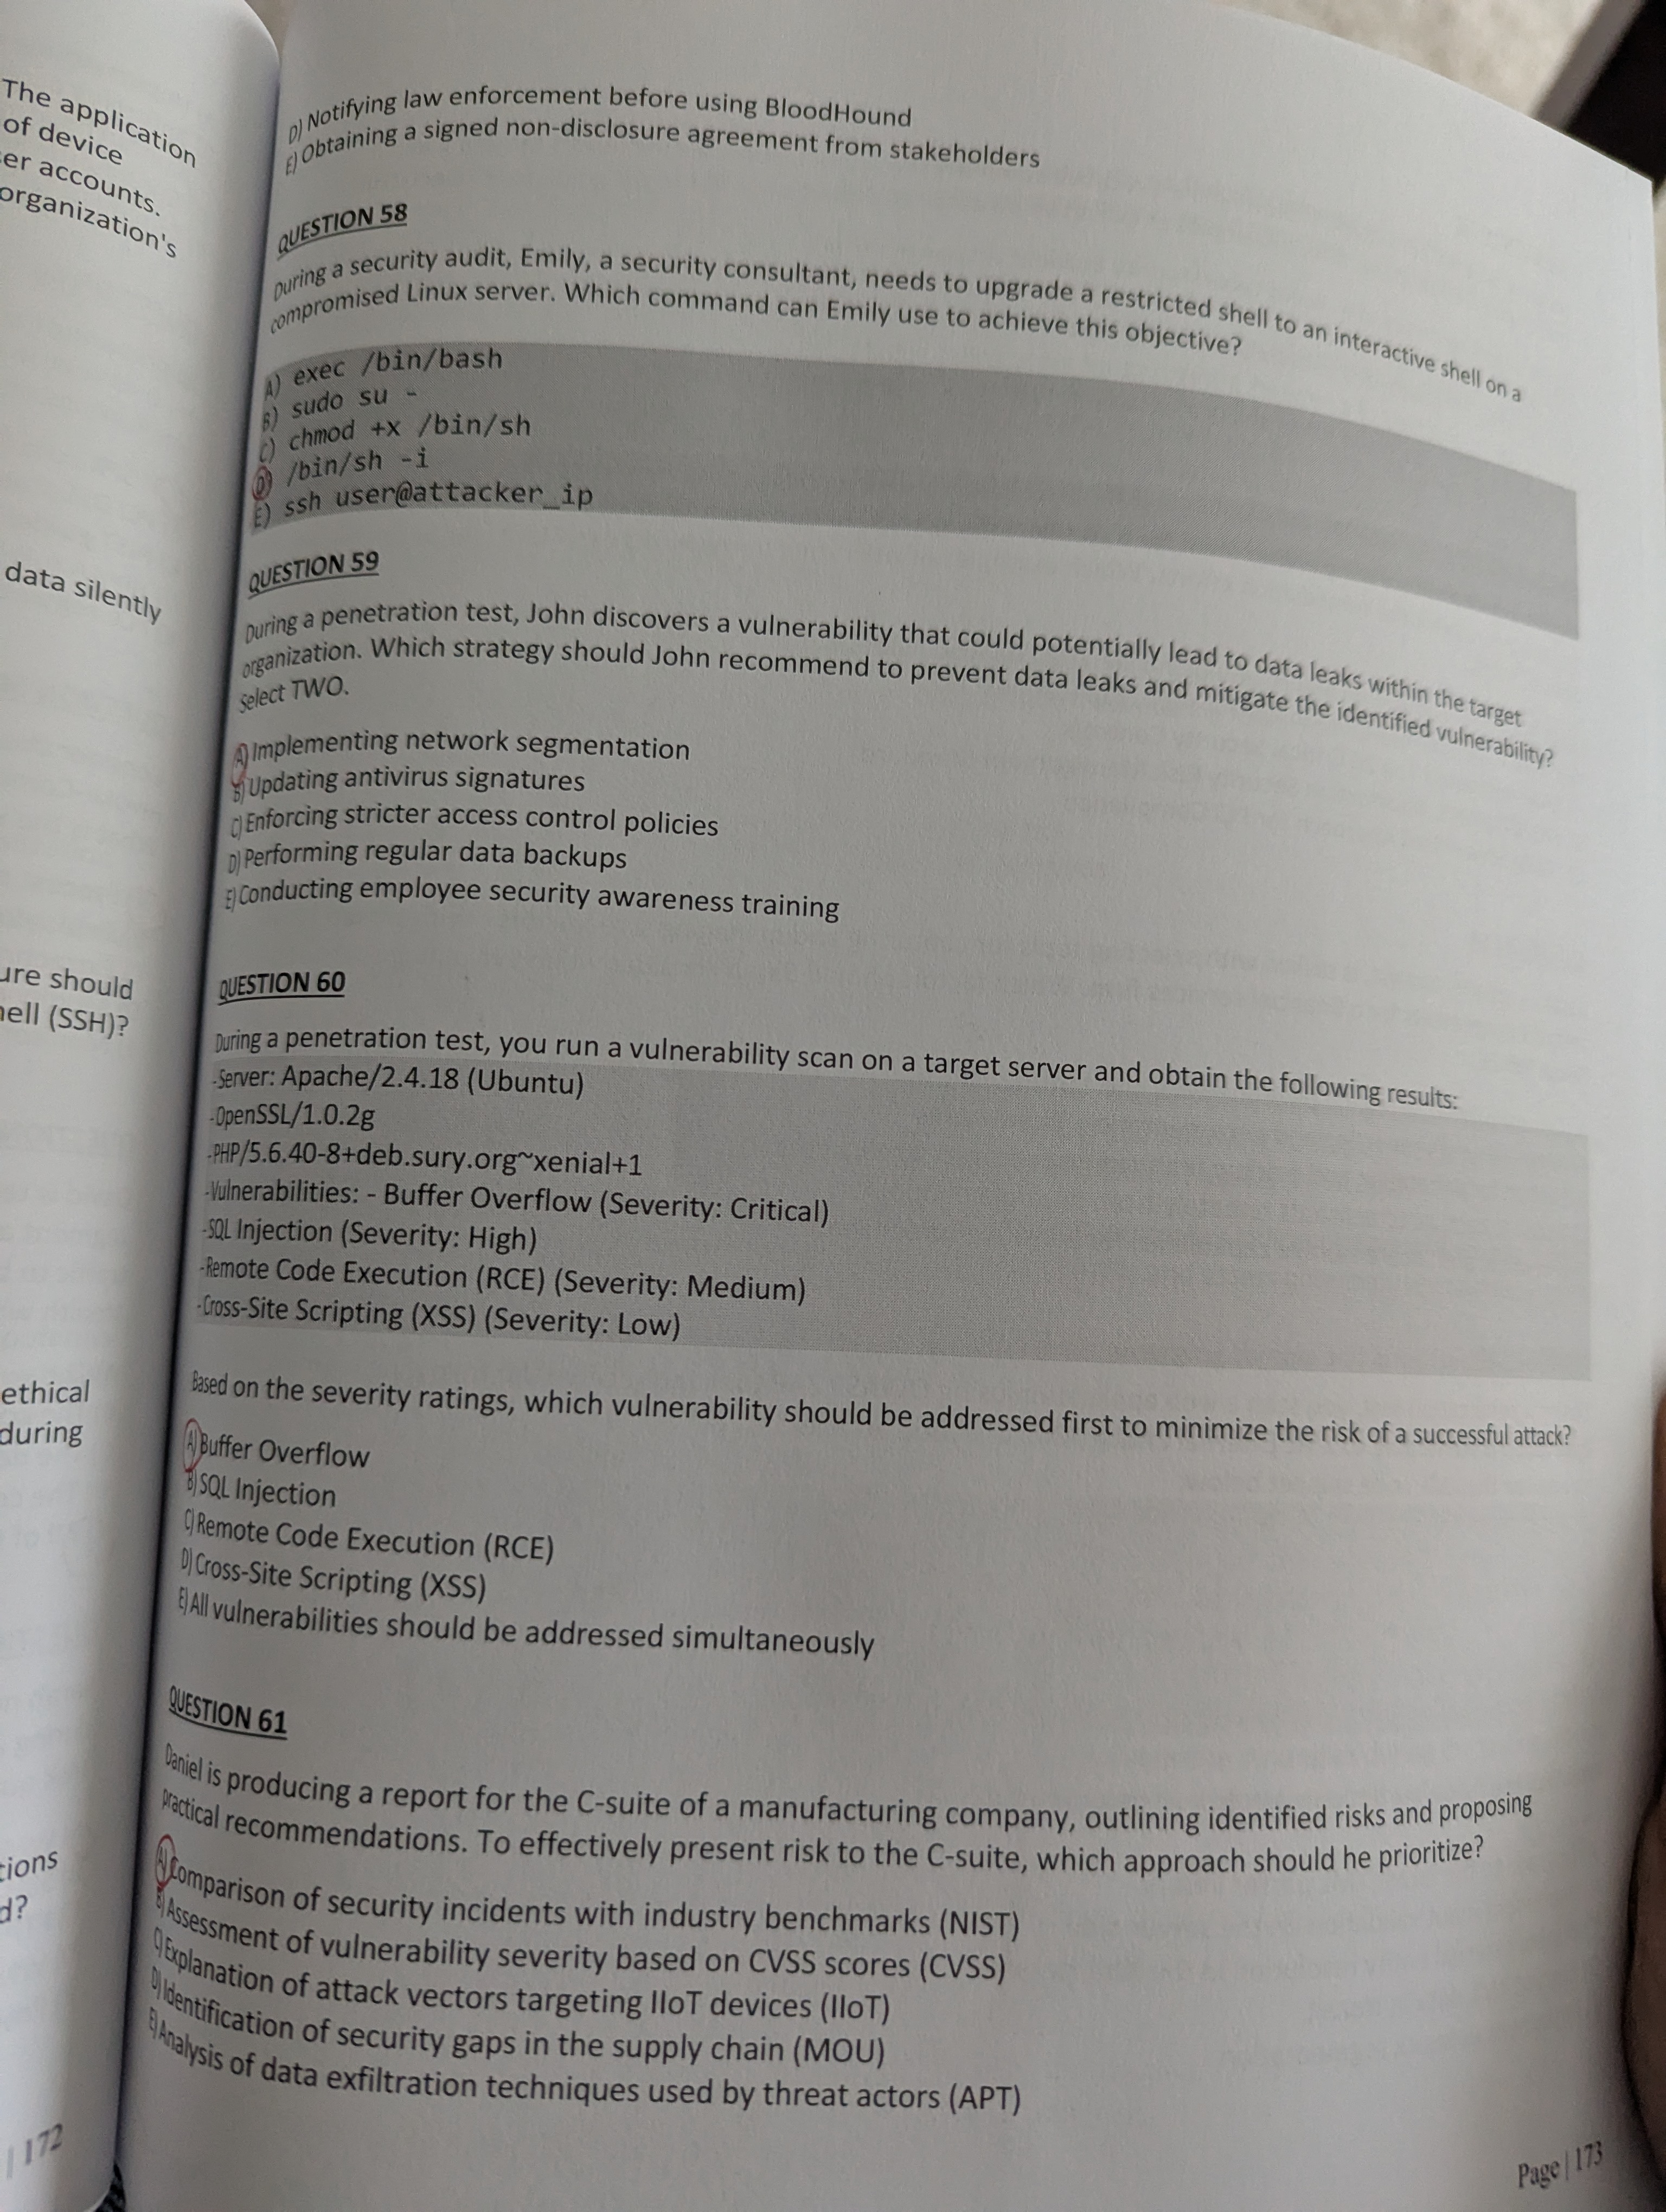 The application
of device
er accounts.
organization's
data silently
ure should
hell (SSH)?
ethical
during
tions
d?
| 172
D) Notifying law enforcement before using BloodHound
E) Obtaining a signed non-disclosure agreement from stakeholders
QUESTION 58
During a security audit, Emily, a security consultant, needs to upgrade a restricted shell to an interactive shell on a
compromised Linux server. Which command can Emily use to achieve this objective?
A) exec /bin/bash
B) sudo su -
C) chmod +x /bin/sh
D) /bin/sh -i
E) ssh user@attacker_ip
QUESTION 59
During a penetration test, John discovers a vulnerability that could potentially lead to data leaks within the target
organization. Which strategy should John recommend to prevent data leaks and mitigate the identified vulnerability?
Select TWO.
A) Implementing network segmentation
B) Updating antivirus signatures
C) Enforcing stricter access control policies
D) Performing regular data backups
E) Conducting employee security awareness training
QUESTION 60
During a penetration test, you run a vulnerability scan on a target server and obtain the following results:
-Server: Apache/2.4.18 (Ubuntu)
-OpenSSL/1.0.2g
-PHP/5.6.40-8+deb.sury.org~xenial+1
-Vulnerabilities: - Buffer Overflow (Severity: Critical)
-SQL Injection (Severity: High)
-Remote Code Execution (RCE) (Severity: Medium)
-Cross-Site Scripting (XSS) (Severity: Low)
Based on the severity ratings, which vulnerability should be addressed first to minimize the risk of a successful attack?
A) Buffer Overflow
B) SQL Injection
C) Remote Code Execution (RCE)
D) Cross-Site Scripting (XSS)
E) All vulnerabilities should be addressed simultaneously
QUESTION 61
Daniel is producing a report for the C-suite of a manufacturing company, outlining identified risks and proposing
practical recommendations. To effectively present risk to the C-suite, which approach should he prioritize?
A) Comparison of security incidents with industry benchmarks (NIST)
B) Assessment of vulnerability severity based on CVSS scores (CVSS)
C) Explanation of attack vectors targeting IIoT devices (IIoT)
D) Identification of security gaps in the supply chain (MOU)
E) Analysis of data exfiltration techniques used by threat actors (APT)
Page | 173